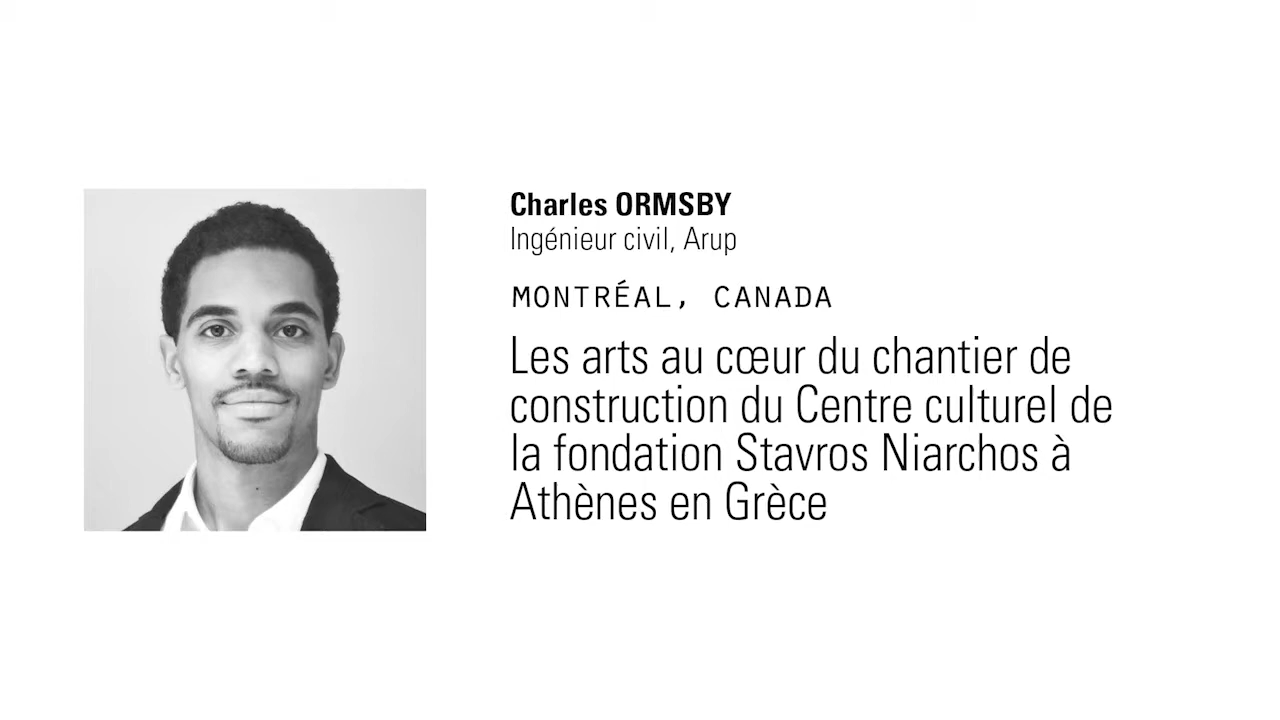 Charles ORMSBY
Ingénieur civil, Arup
MONTRÉAL, CANADA
Les arts au cœur du chantier de
construction du Centre culturel de
la fondation Stavros Niarchos à
Athènes en Grèce